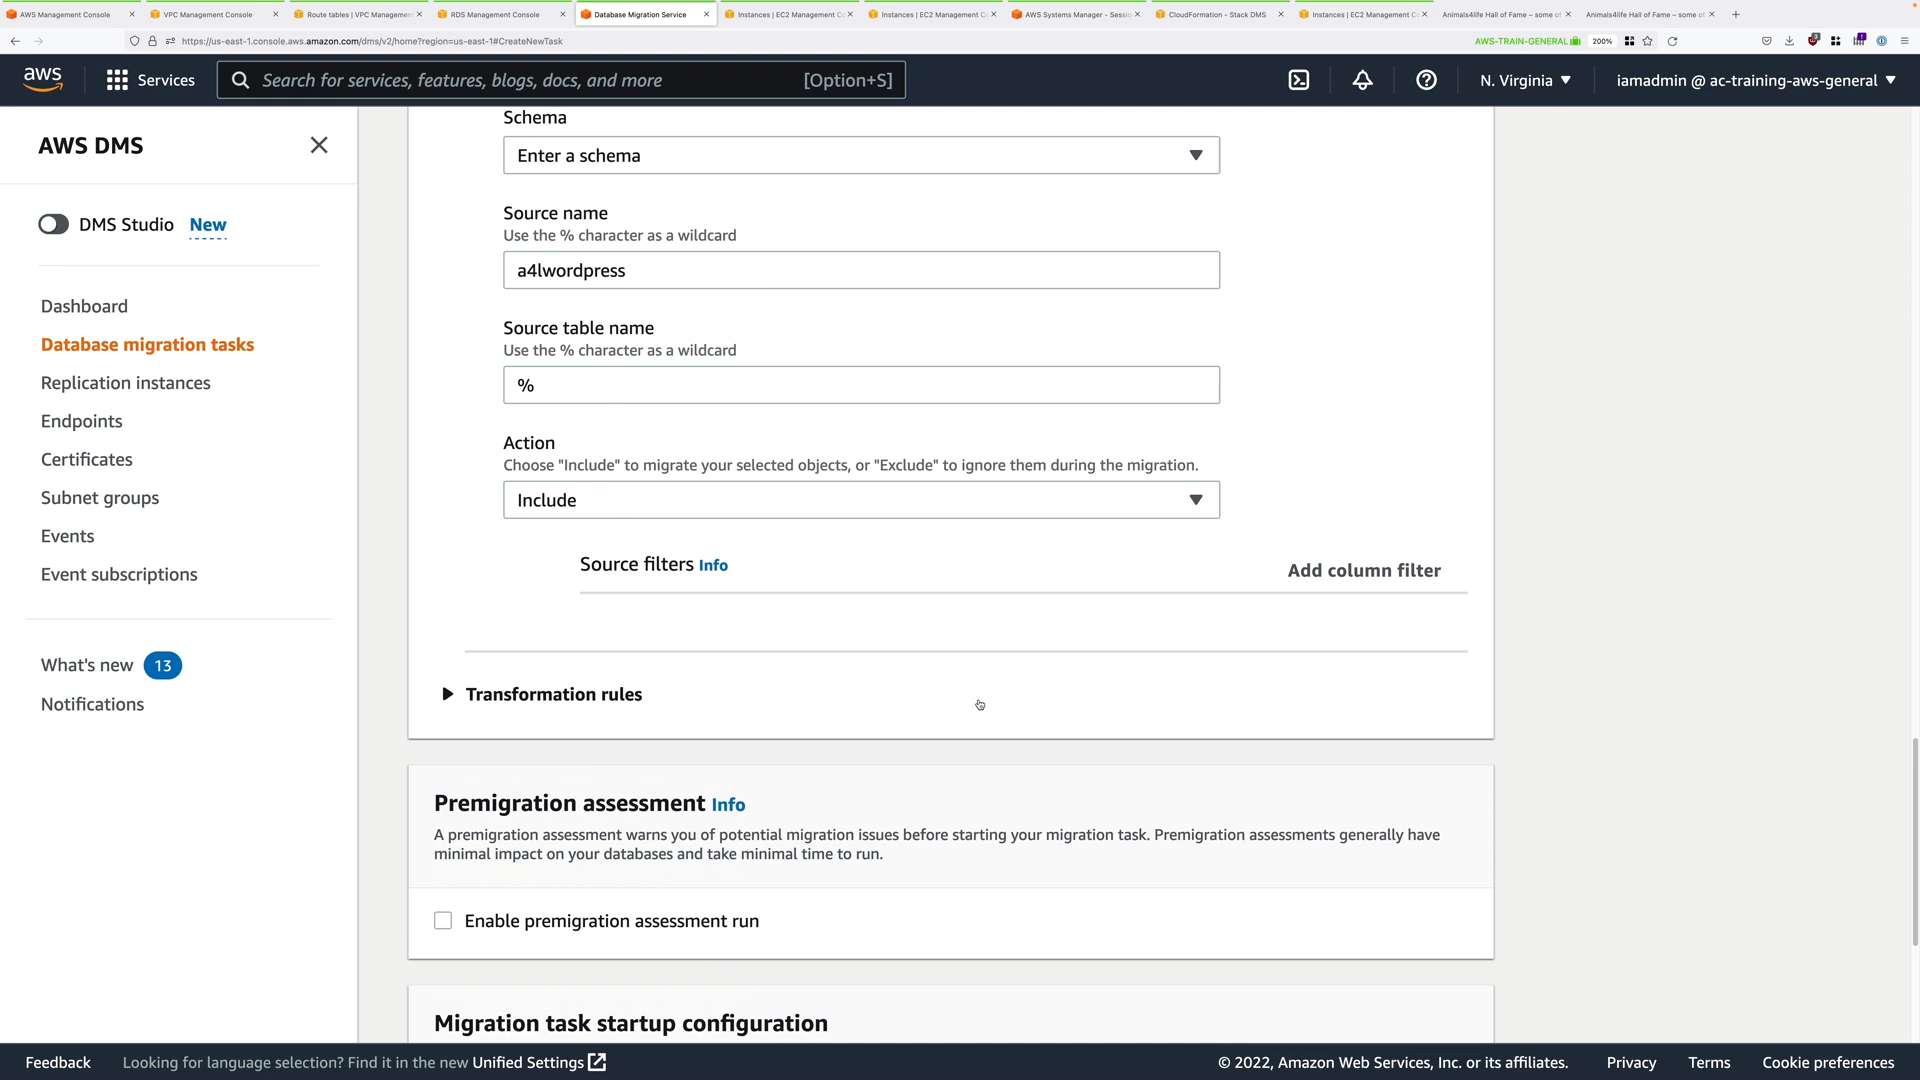 AWS Management Console
VPC Management Console
Route tables | VPC Managemen
RDS Management Console
Database Migration Service
Instances | EC2 Management C
Instances | EC2 Management C
AWS Systems Manager - Sessio
CloudFormation - Stack DMS
Instances | EC2 Management C
Animals4life Hall of Fame – some of
Animals4life Hall of Fame – some of
https://us-east-1.console.aws.amazon.com/dms/v2/home?region=us-east-1#CreateNewTask
AWS-TRAIN-GENERAL
200%
aws
Services
Search for services, features, blogs, docs, and more
[Option+S]
N. Virginia
iamadmin @ ac-training-aws-general
AWS DMS
DMS Studio New
Dashboard
Database migration tasks
Replication instances
Endpoints
Certificates
Subnet groups
Events
Event subscriptions
What's new 13
Notifications
Schema
Enter a schema
Source name
Use the % character as a wildcard
a4lwordpress
Source table name
Use the % character as a wildcard
%
Action
Choose "Include" to migrate your selected objects, or "Exclude" to ignore them during the migration.
Include
Source filters Info
Add column filter
Transformation rules
Premigration assessment Info
A premigration assessment warns you of potential migration issues before starting your migration task. Premigration assessments generally have
minimal impact on your databases and take minimal time to run.
Enable premigration assessment run
Migration task startup configuration
Feedback
Looking for language selection? Find it in the new Unified Settings
© 2022, Amazon Web Services, Inc. or its affiliates.
Privacy
Terms
Cookie preferences